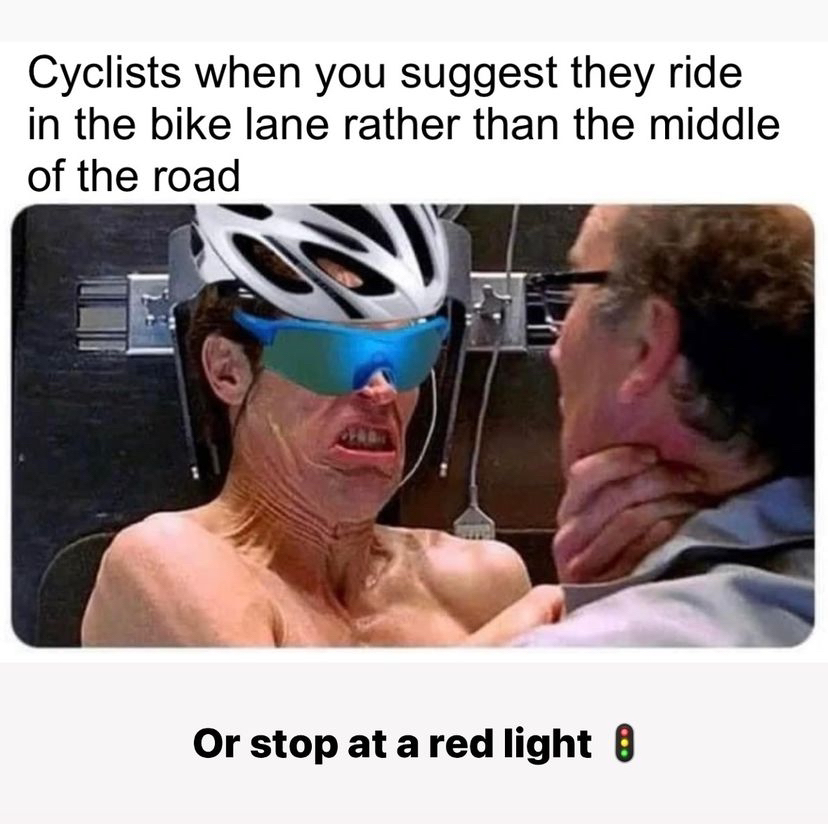 Cyclists when you suggest they ride
in the bike lane rather than the middle
of the road
Or stop at a red light 🚦